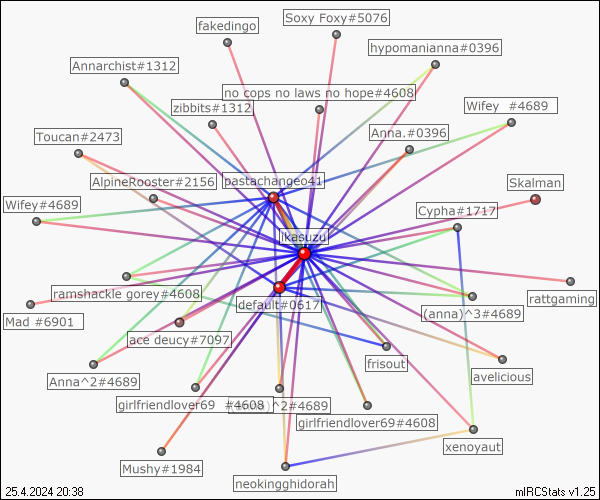 Soxy Foxy#5076
fakedingo
hypomanianna#0396
Annarchist#1312
no cops no laws no hope#4608
zibbits#1312
Wifey  #4689
Toucan#2473
Anna.#0396
AlpineRooster#2156
pastachangeo41
Skalman
Wifey#4689
Cypha#1717
ikasuzu
ramshackle gorey#4608
default#0617
rattgaming
Mad #6901
(anna)^3#4689
ace deucy#7097
frisout
avelicious
Anna^2#4689
girlfriendlover69  #4608
)^2#4689
girlfriendlover69#4608
xenoyaut
Mushy#1984
neokingghidorah
25.4.2024 20:38
mIRCStats v1.25